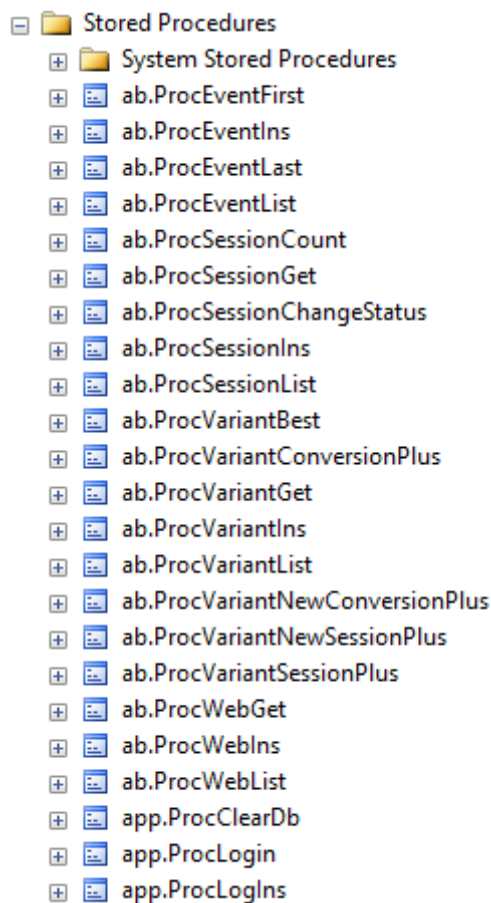 Stored Procedures
System Stored Procedures
ab.ProcEventFirst
ab.ProcEventIns
ab.ProcEventLast
ab.ProcEventList
ab.ProcSessionCount
ab.ProcSessionGet
ab.ProcSessionChangeStatus
ab.ProcSessionIns
ab.ProcSessionList
ab.ProcVariantBest
ab.ProcVariantConversionPlus
ab.ProcVariantGet
ab.ProcVariantIns
ab.ProcVariantList
ab.ProcVariantNewConversionPlus
ab.ProcVariantNewSessionPlus
ab.ProcVariantSessionPlus
ab.ProcWebGet
ab.ProcWebIns
ab.ProcWebList
app.ProcClearDb
app.ProcLogin
app.ProcLogIns